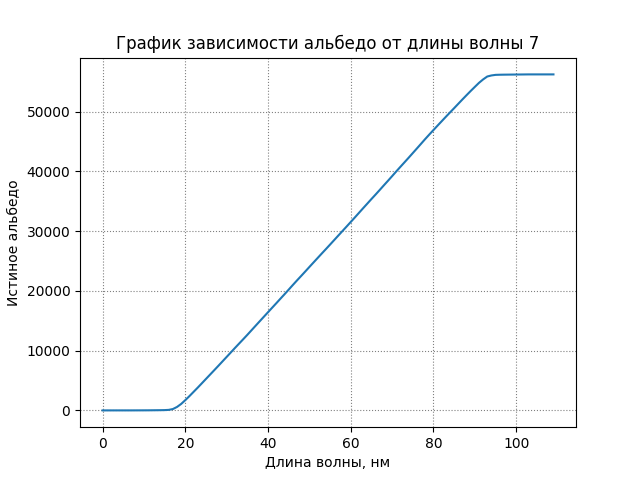 График зависимости альбедо от длины волны 7
Истиное альбедо
50000
40000
30000
20000
10000
0
0 20 40 60 80 100
Длина волны, нм